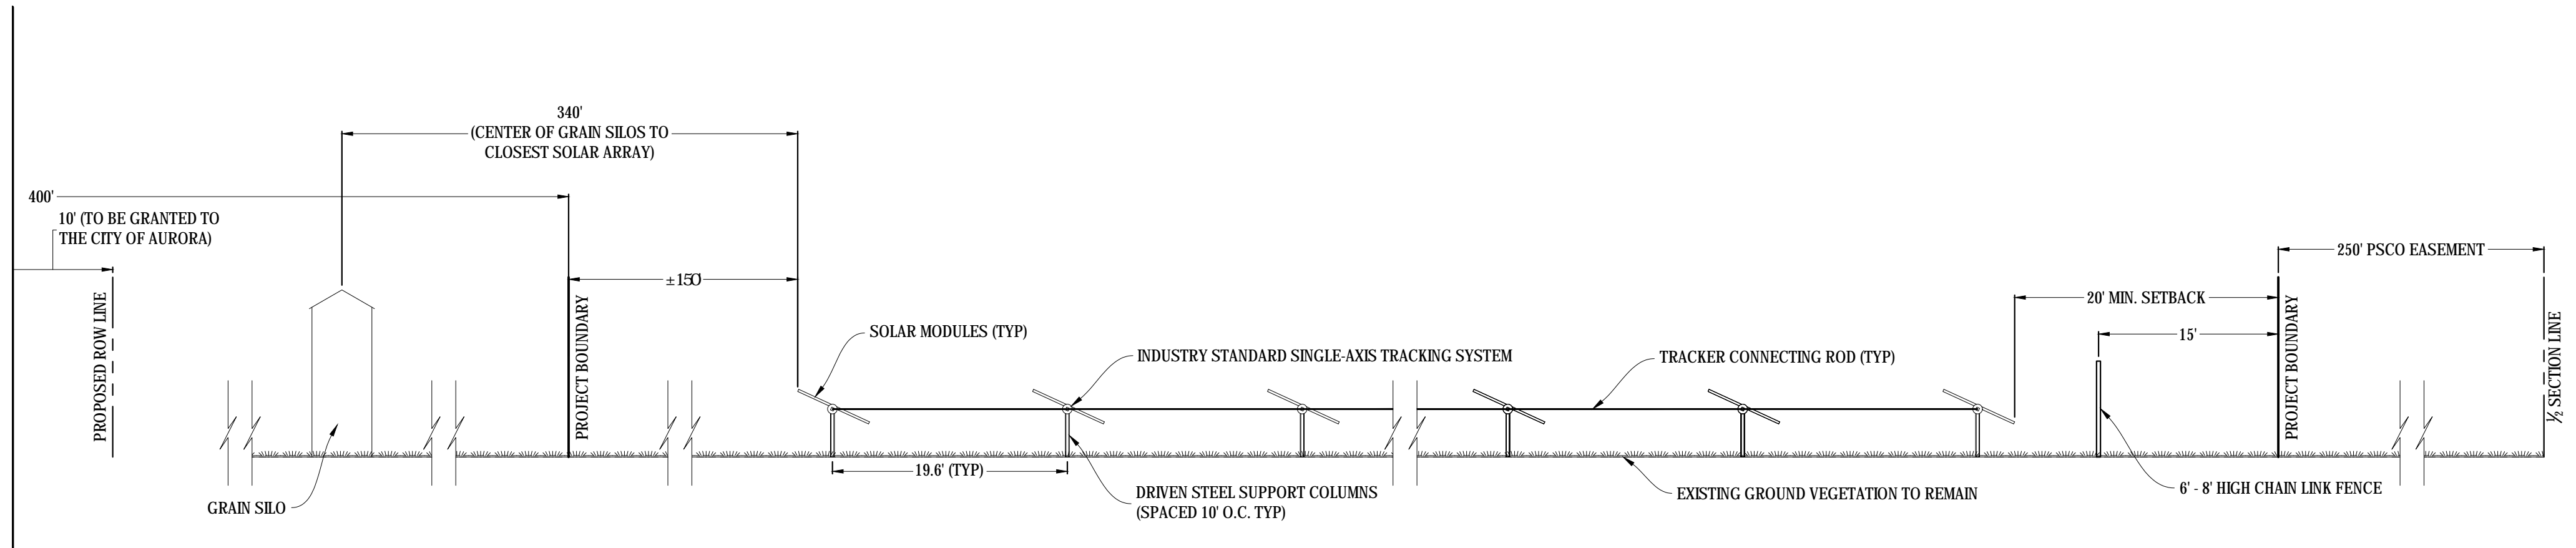 340'
(CENTER OF GRAIN SILOS TO
CLOSEST SOLAR ARRAY)
400'
10' (TO BE GRANTED TO
THE CITY OF AURORA)
PROPOSED ROW LINE
GRAIN SILO
PROJECT BOUNDARY
±150'
SOLAR MODULES (TYP)
INDUSTRY STANDARD SINGLE-AXIS TRACKING SYSTEM
19.6' (TYP)
DRIVEN STEEL SUPPORT COLUMNS
(SPACED 10' O.C. TYP)
TRACKER CONNECTING ROD (TYP)
EXISTING GROUND VEGETATION TO REMAIN
250' PSCO EASEMENT
20' MIN. SETBACK
15'
PROJECT BOUNDARY
6' - 8' HIGH CHAIN LINK FENCE
½ SECTION LINE